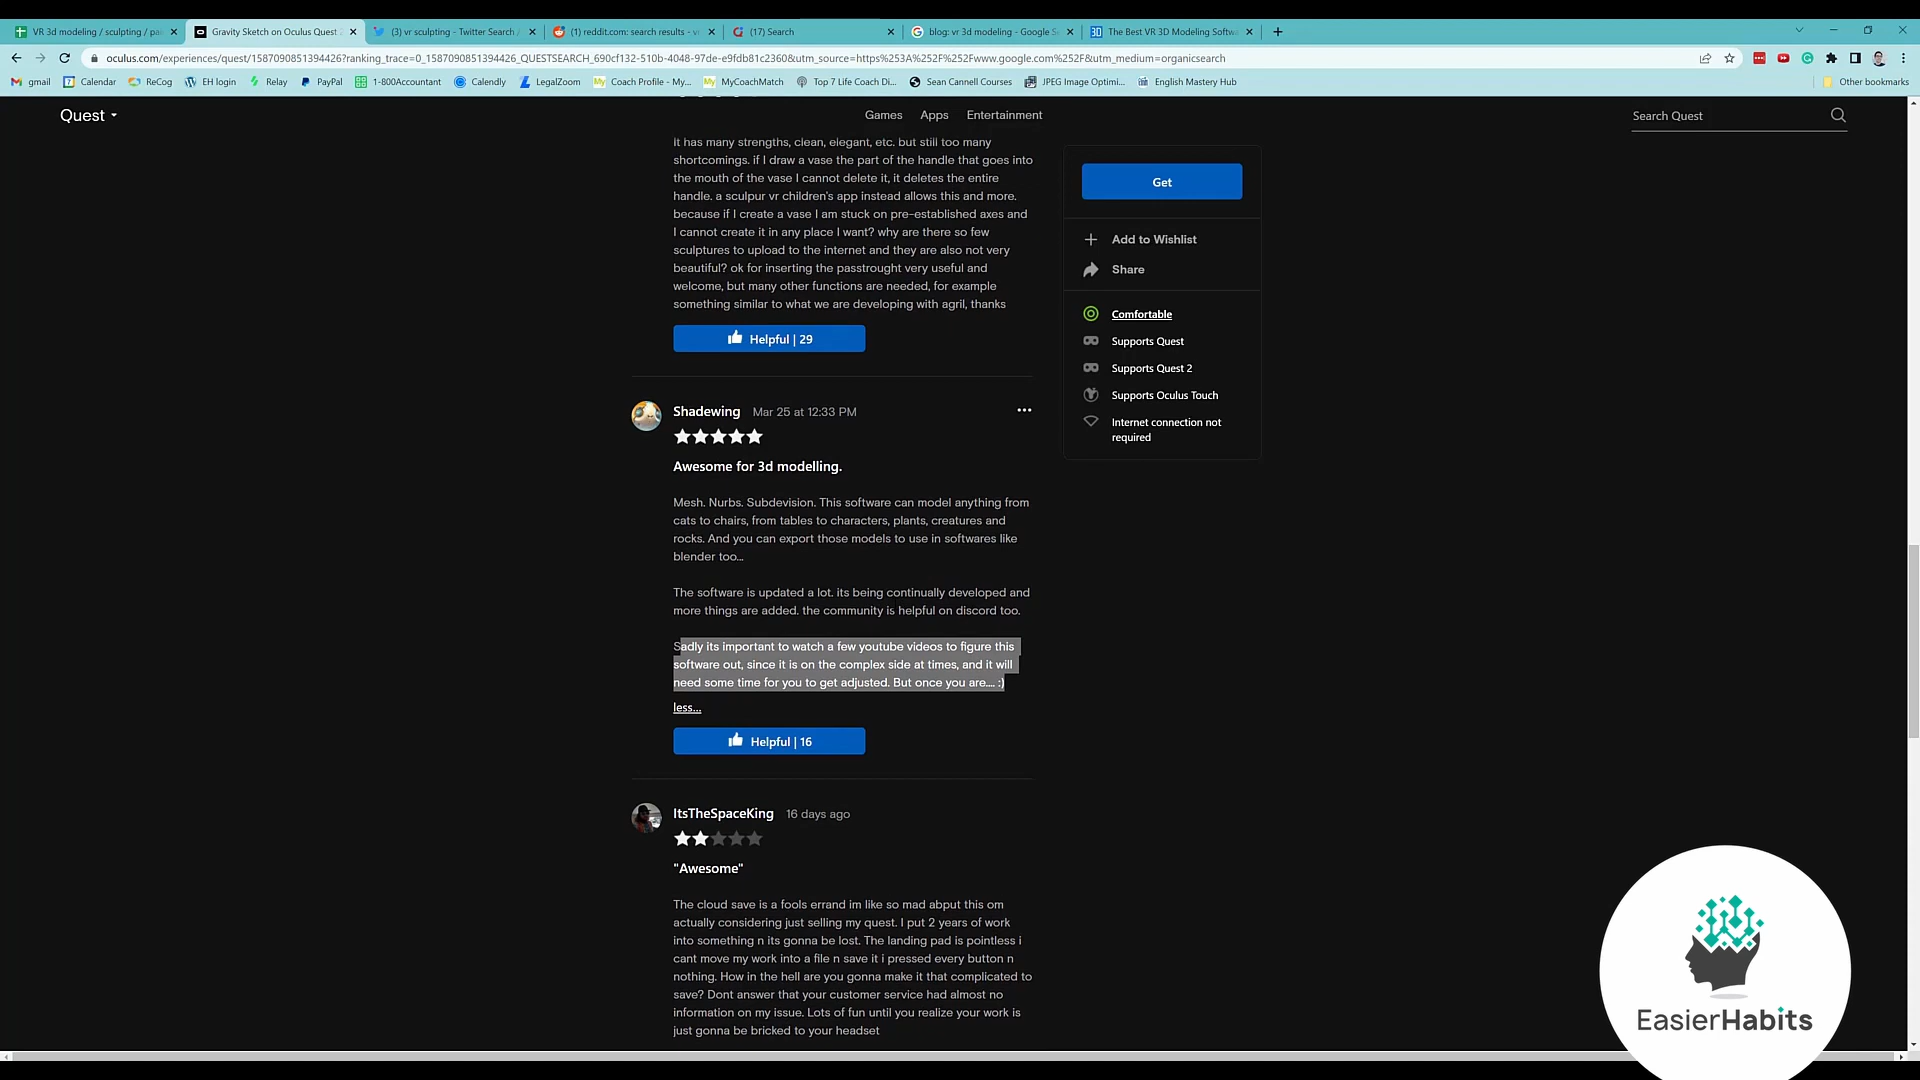 VR 3d modeling / sculpting / pai
Gravity Sketch on Oculus Quest 2
(3) vr sculpting - Twitter Search /
(1) reddit.com: search results - v
(17) Search
blog: vr 3d modeling - Google S
The Best VR 3D Modeling Softw
oculus.com/experiences/quest/1587090851394426?ranking_trace=0_1587090851394426_QUESTSEARCH_690cf132-510b-4048-97de-e9fdb81c2360&utm_source=https%253A%252F%252Fwww.google.com%252F&utm_medium=organicsearch
gmail
Calendar
ReCog
EH login
Relay
PayPal
1-800Accountant
Calendly
LegalZoom
Coach Profile - My...
MyCoachMatch
Top 7 Life Coach Di...
Sean Cannell Courses
JPEG Image Optimi...
English Mastery Hub
Other bookmarks
Quest
Games
Apps
Entertainment
Search Quest
It has many strengths, clean, elegant, etc. but still too many
shortcomings. if I draw a vase the part of the handle that goes into
the mouth of the vase I cannot delete it, it deletes the entire
handle. a sculpur vr children's app instead allows this and more.
because if I create a vase I am stuck on pre-established axes and
I cannot create it in any place I want? why are there so few
sculptures to upload to the internet and they are also not very
beautiful? ok for inserting the passtrought very useful and
welcome, but many other functions are needed, for example
something similar to what we are developing with agril, thanks
Helpful | 29
Get
Add to Wishlist
Share
Comfortable
Supports Quest
Supports Quest 2
Supports Oculus Touch
Internet connection not
required
Shadewing Mar 25 at 12:33 PM
Awesome for 3d modelling.
Mesh. Nurbs. Subdevision. This software can model anything from
cats to chairs, from tables to characters, plants, creatures and
rocks. And you can export those models to use in softwares like
blender too...
The software is updated a lot. its being continually developed and
more things are added. the community is helpful on discord too.
Sadly its important to watch a few youtube videos to figure this
software out, since it is on the complex side at times, and it will
need some time for you to get adjusted. But once you are.... :)
less...
Helpful | 16
ItsTheSpaceKing 16 days ago
"Awesome"
The cloud save is a fools errand im like so mad abput this om
actually considering just selling my quest. I put 2 years of work
into something n its gonna be lost. The landing pad is pointless i
cant move my work into a file n save it i pressed every button n
nothing. How in the hell are you gonna make it that complicated to
save? Dont answer that your customer service had almost no
information on my issue. Lots of fun until you realize your work is
just gonna be bricked to your headset
EasierHabits